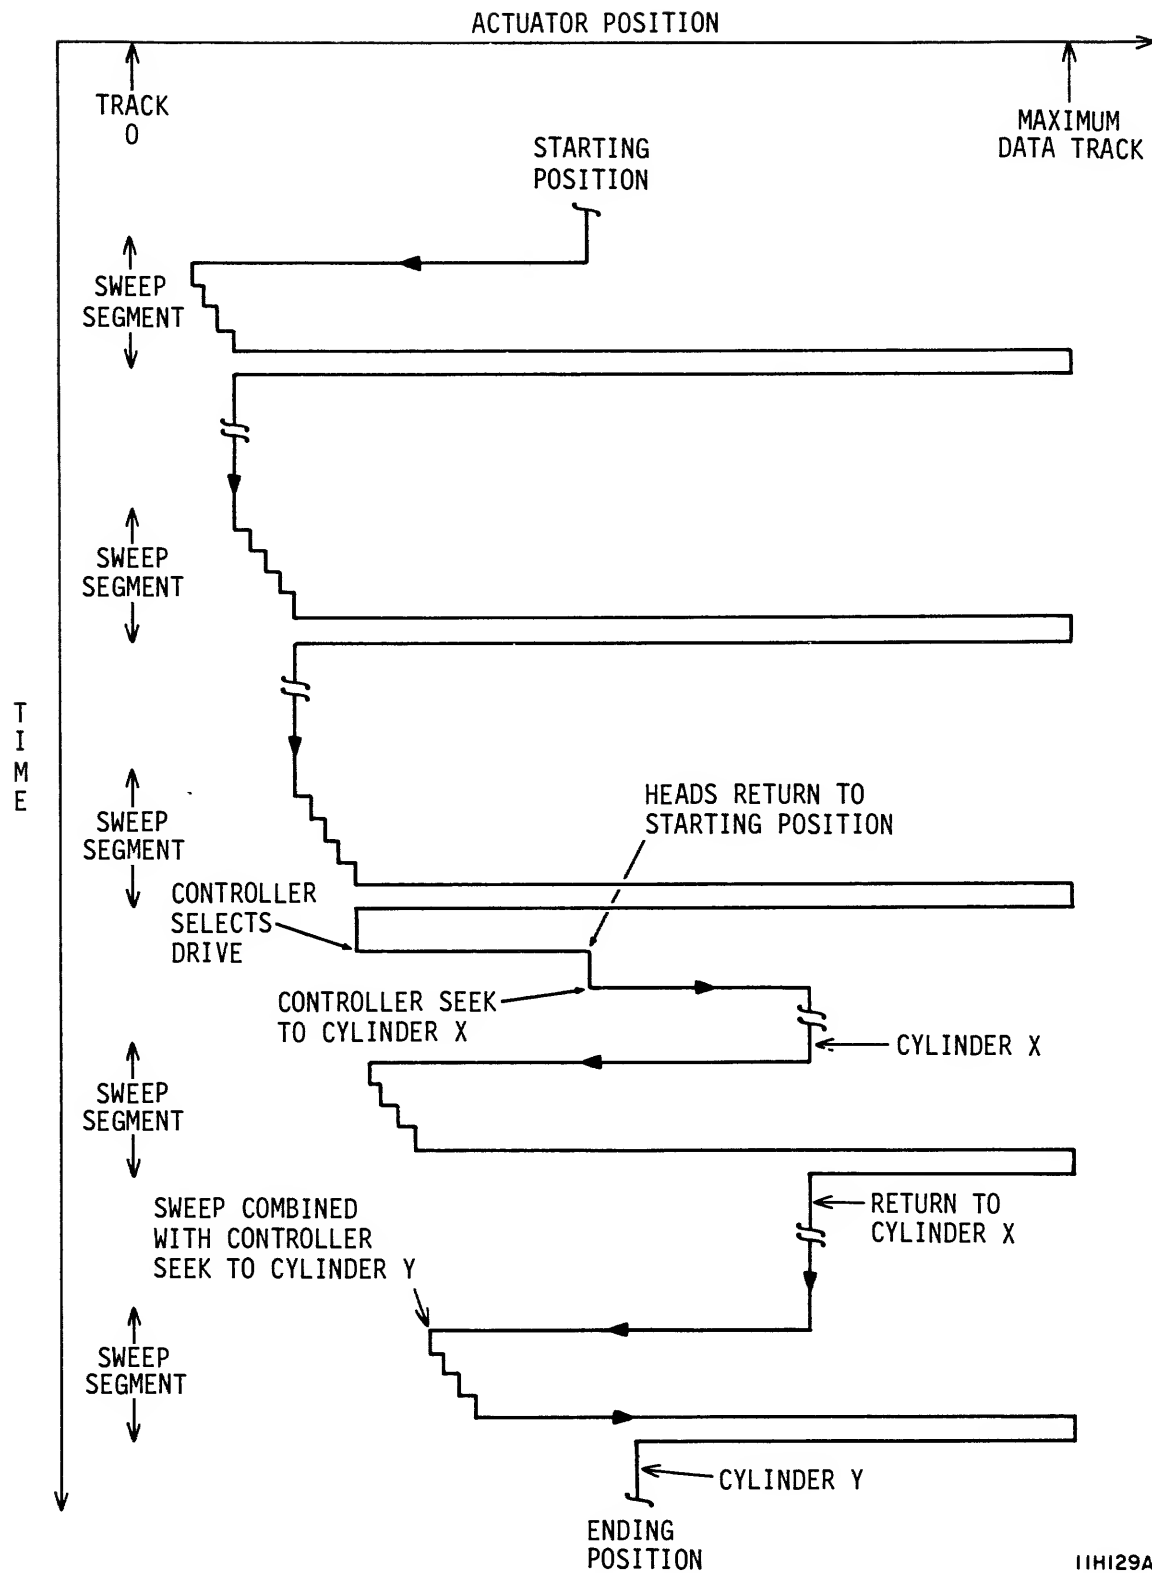 ACTUATOR POSITION
TRACK
0
MAXIMUM
DATA TRACK
STARTING
POSITION
SWEEP
SEGMENT
SWEEP
SEGMENT
T
I
M
E
HEADS RETURN TO
STARTING POSITION
SWEEP
SEGMENT
CONTROLLER
SELECTS
DRIVE
CONTROLLER SEEK
TO CYLINDER X
CYLINDER X
SWEEP
SEGMENT
SWEEP COMBINED
WITH CONTROLLER
SEEK TO CYLINDER Y
RETURN TO
CYLINDER X
SWEEP
SEGMENT
CYLINDER Y
ENDING
POSITION
11H129A